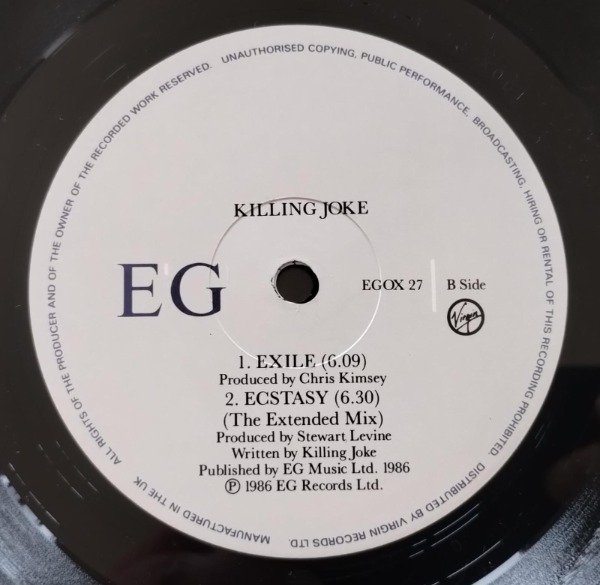 ALL RIGHTS OF THE PRODUCER AND OF THE OWNER OF THE RECORDED WORK RESERVED. UNAUTHORISED COPYING, PUBLIC PERFORMANCE, BROADCASTING, HIRING OR RENTAL OF THIS RECORDING PROHIBITED. DISTRIBUTED BY VIRGIN RECORDS LTD. MANUFACTURED IN THE UK
KILLING JOKE
EG
EGOX 27 B Side
Virgin
1. EXILE (6.09)
Produced by Chris Kimsey
2. ECSTASY (6.30)
(The Extended Mix)
Produced by Stewart Levine
Written by Killing Joke
Published by EG Music Ltd. 1986
℗ 1986 EG Records Ltd.